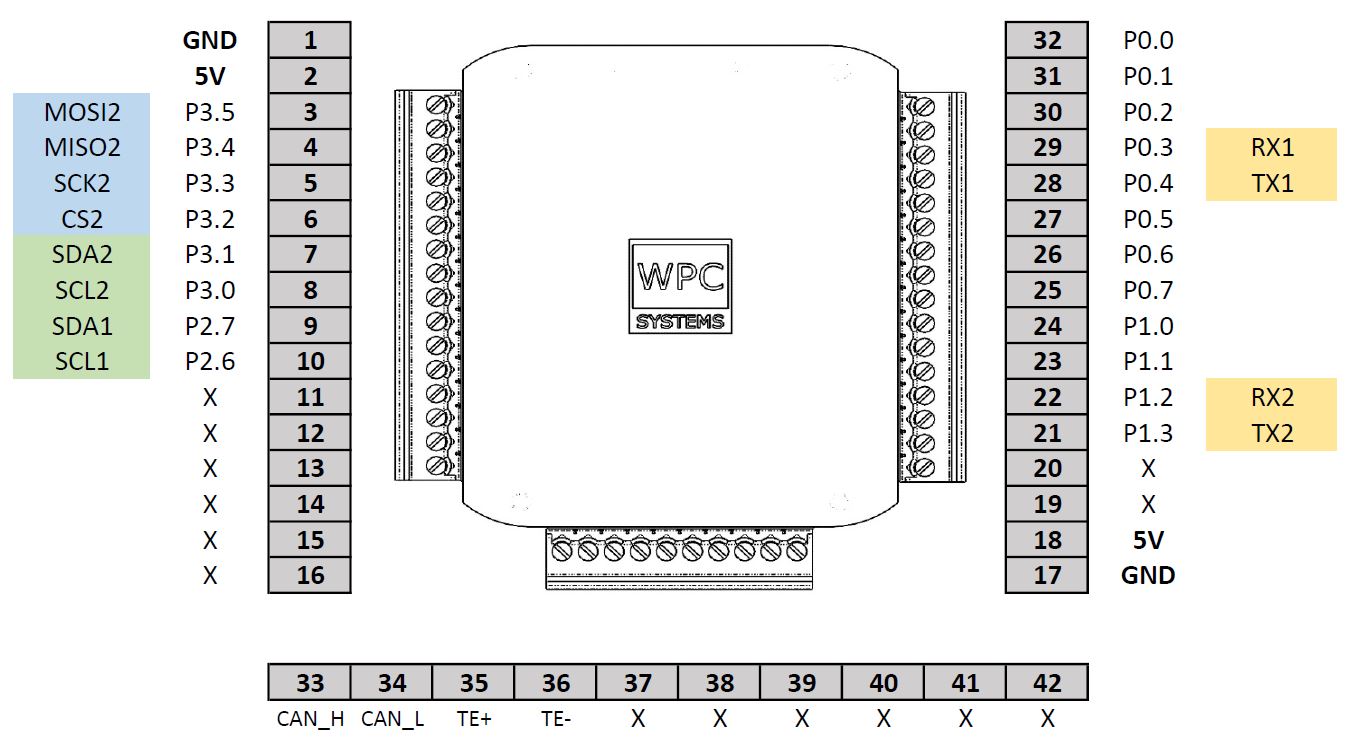 GND 1 32 P0.0
5V 2 31 P0.1
MOSI2 P3.5 3 30 P0.2
MISO2 P3.4 4 29 P0.3 RX1
SCK2 P3.3 5 28 P0.4 TX1
CS2 P3.2 6 27 P0.5
SDA2 P3.1 7 26 P0.6
SCL2 P3.0 8 25 P0.7
SDA1 P2.7 9 24 P1.0
SCL1 P2.6 10 23 P1.1
X 11 22 P1.2 RX2
X 12 21 P1.3 TX2
X 13 20 X
X 14 19 X
X 15 18 5V
X 16 17 GND
WPC
SYSTEMS
33 34 35 36 37 38 39 40 41 42
CAN_H CAN_L TE+ TE- X X X X X X